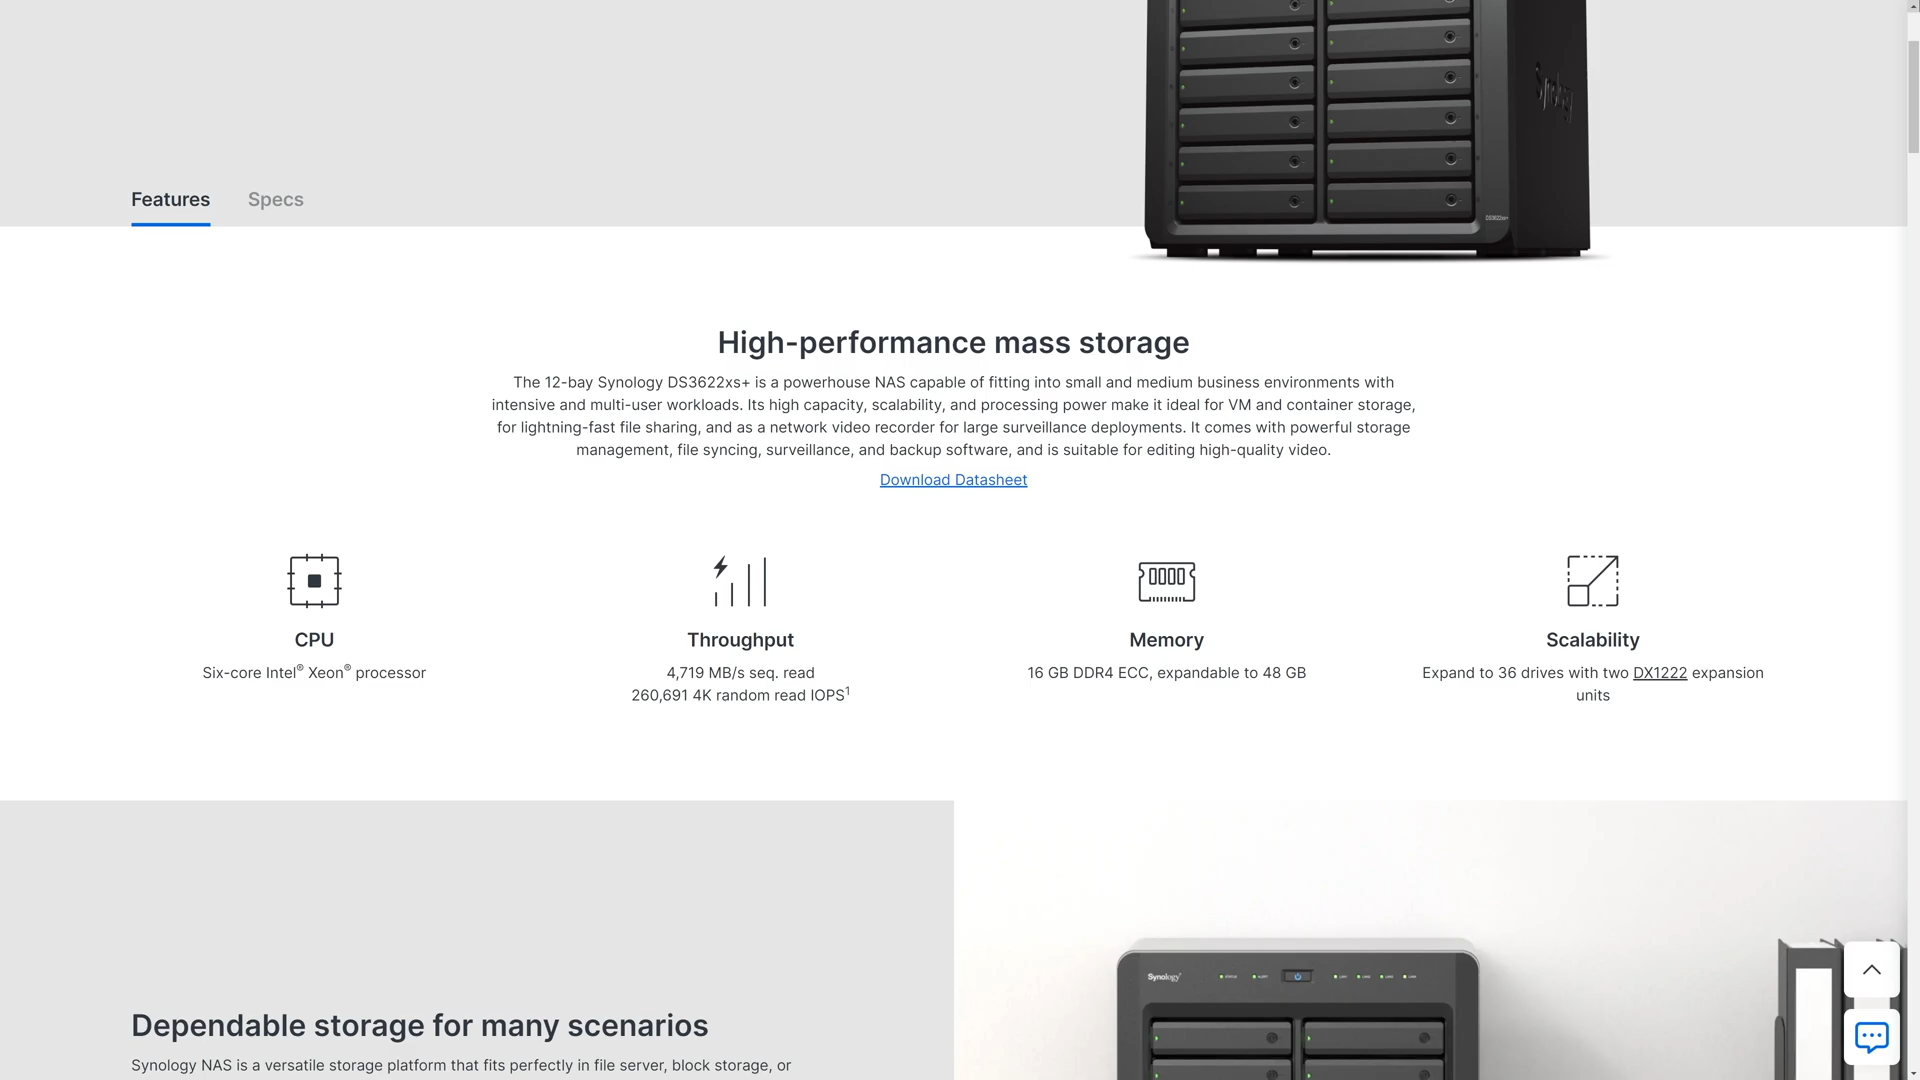 Synology
DS3622xs+
Features
Specs
High-performance mass storage
The 12-bay Synology DS3622xs+ is a powerhouse NAS capable of fitting into small and medium business environments with
intensive and multi-user workloads. Its high capacity, scalability, and processing power make it ideal for VM and container storage,
for lightning-fast file sharing, and as a network video recorder for large surveillance deployments. It comes with powerful storage
management, file syncing, surveillance, and backup software, and is suitable for editing high-quality video.
Download Datasheet
CPU
Six-core Intel® Xeon® processor
Throughput
4,719 MB/s seq. read
260,691 4K random read IOPS1
Memory
16 GB DDR4 ECC, expandable to 48 GB
Scalability
Expand to 36 drives with two DX1222 expansion
units
Synology
STATUS ALERT
Dependable storage for many scenarios
Synology NAS is a versatile storage platform that fits perfectly in file server, block storage, or